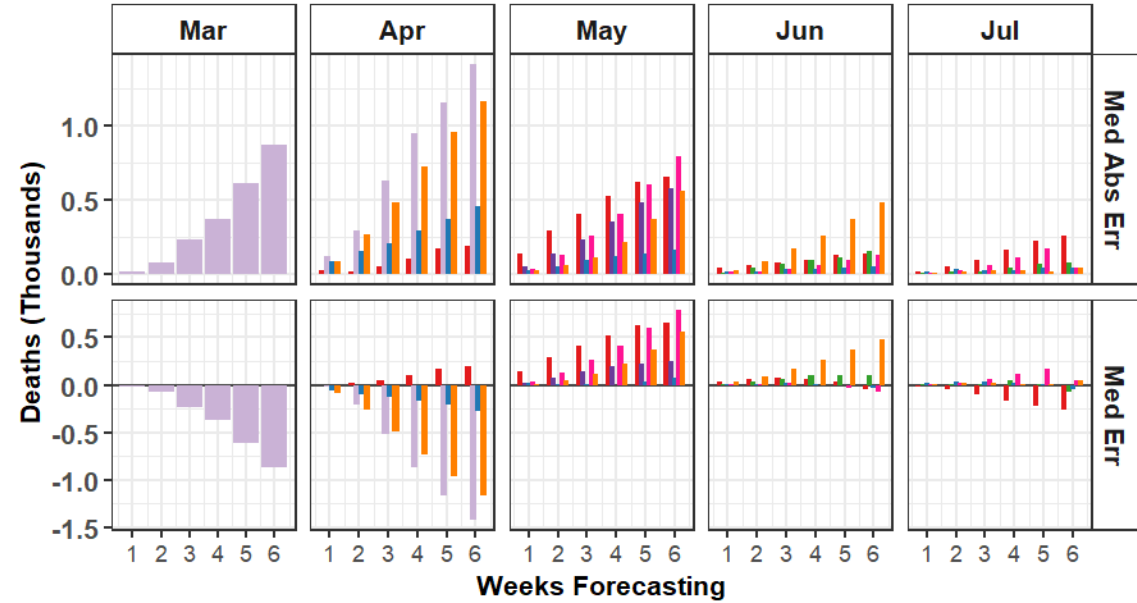 Mar Apr May Jun Jul
Med Abs Err
1.0
0.5
0.0
Med Err
0.5
0.0
-0.5
-1.0
-1.5
Deaths (Thousands)
1 2 3 4 5 6 1 2 3 4 5 6 1 2 3 4 5 6 1 2 3 4 5 6 1 2 3 4 5 6
Weeks Forecasting